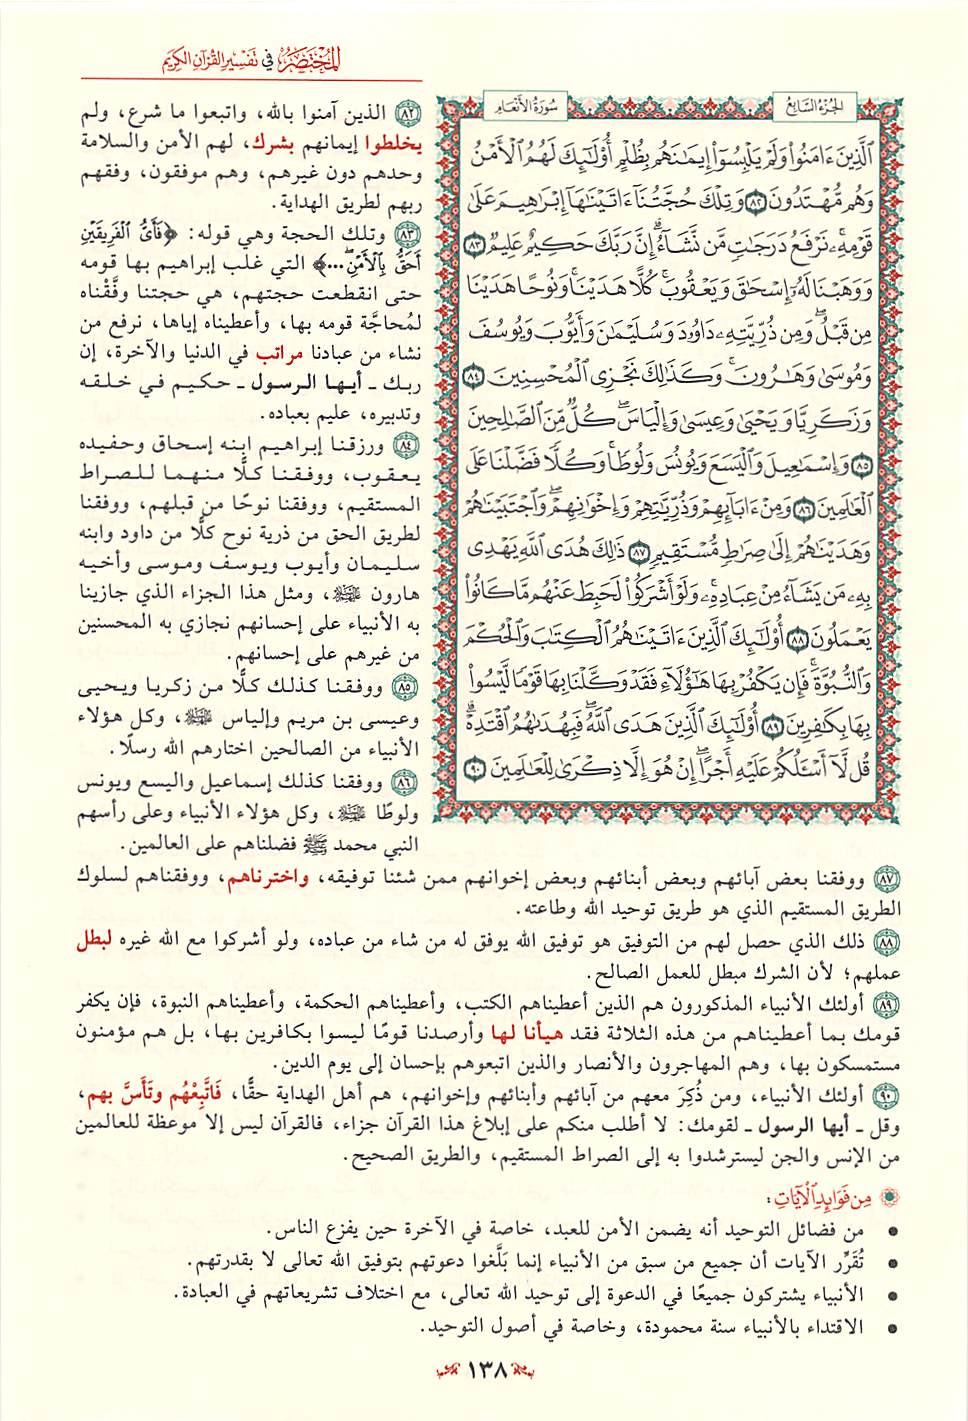 المختصر في تفسير القرآن الكريم
الجزء السابع
سورة الأنعام
الَّذِينَ ءَامَنُوا۟ وَلَمْ يَلْبِسُوٓا۟ إِيمَـٰنَهُم بِظُلْمٍ أُو۟لَـٰٓئِكَ لَهُمُ ٱلْأَمْنُ
وَهُم مُّهْتَدُونَ ٨٢ وَتِلْكَ حُجَّتُنَآ ءَاتَيْنَـٰهَآ إِبْرَٰهِيمَ عَلَىٰ
قَوْمِهِۦ ۚ نَرْفَعُ دَرَجَـٰتٍ مَّن نَّشَآءُ ۗ إِنَّ رَبَّكَ حَكِيمٌ عَلِيمٌ ٨٣
وَوَهَبْنَا لَهُۥٓ إِسْحَـٰقَ وَيَعْقُوبَ ۚ كُلًّا هَدَيْنَا ۚ وَنُوحًا هَدَيْنَا
مِن قَبْلُ ۖ وَمِن ذُرِّيَّتِهِۦ دَاوُۥدَ وَسُلَيْمَـٰنَ وَأَيُّوبَ وَيُوسُفَ
وَمُوسَىٰ وَهَـٰرُونَ ۚ وَكَذَٰلِكَ نَجْزِى ٱلْمُحْسِنِينَ ٨٤
وَزَكَرِيَّا وَيَحْيَىٰ وَعِيسَىٰ وَإِلْيَاسَ ۖ كُلٌّ مِّنَ ٱلصَّـٰلِحِينَ
٨٥ وَإِسْمَـٰعِيلَ وَٱلْيَسَعَ وَيُونُسَ وَلُوطًا ۚ وَكُلًّا فَضَّلْنَا عَلَى
ٱلْعَـٰلَمِينَ ٨٦ وَمِنْ ءَابَآئِهِمْ وَذُرِّيَّـٰتِهِمْ وَإِخْوَٰنِهِمْ ۖ وَٱجْتَبَيْنَـٰهُمْ
وَهَدَيْنَـٰهُمْ إِلَىٰ صِرَٰطٍ مُّسْتَقِيمٍ ٨٧ ذَٰلِكَ هُدَى ٱللَّهِ يَهْدِى
بِهِۦ مَن يَشَآءُ مِنْ عِبَادِهِۦ ۚ وَلَوْ أَشْرَكُوا۟ لَحَبِطَ عَنْهُم مَّا كَانُوا۟
يَعْمَلُونَ ٨٨ أُو۟لَـٰٓئِكَ ٱلَّذِينَ ءَاتَيْنَـٰهُمُ ٱلْكِتَـٰبَ وَٱلْحُكْمَ
وَٱلنُّبُوَّةَ ۚ فَإِن يَكْفُرْ بِهَا هَـٰٓؤُلَآءِ فَقَدْ وَكَّلْنَا بِهَا قَوْمًا لَّيْسُوا۟
بِهَا بِكَـٰفِرِينَ ٨٩ أُو۟لَـٰٓئِكَ ٱلَّذِينَ هَدَى ٱللَّهُ ۖ فَبِهُدَىٰهُمُ ٱقْتَدِهْ ۗ
قُل لَّآ أَسْـَٔلُكُمْ عَلَيْهِ أَجْرًا ۖ إِنْ هُوَ إِلَّا ذِكْرَىٰ لِلْعَـٰلَمِينَ ٩٠
٨٢ الذين آمنوا بالله، واتبعوا ما شرع، ولم
يخلطوا إيمانهم بشرك، لهم الأمن والسلامة
وحدهم دون غيرهم، وهم موفقون، وفقهم
ربهم لطريق الهداية.
٨٣ وتلك الحجة وهي قوله: ﴿فَأَىُّ ٱلْفَرِيقَيْنِ
أَحَقُّ بِٱلْأَمْنِ ۖ ...﴾ التي غلب إبراهيم بها قومه
حتى انقطعت حجتهم، هي حجتنا وفَّقْناه
لمُحاجَّة قومه بها، وأعطيناه إياها، نرفع من
نشاء من عبادنا مراتب في الدنيا والآخرة، إن
ربك ـ أيها الرسول ـ حكيم في خلقه
وتدبيره، عليم بعباده.
٨٤ ورزقنا إبراهيم ابنه إسحاق وحفيده
يعقوب، ووفقنا كلًّا منهما للصراط
المستقيم، ووفقنا نوحًا من قبلهم، ووفقنا
لطريق الحق من ذرية نوح كلًّا من داود وابنه
سليمان وأيوب ويوسف وموسى وأخيه
هارون ﷺ، ومثل هذا الجزاء الذي جازينا
به الأنبياء على إحسانهم نجازي به المحسنين
من غيرهم على إحسانهم.
٨٥ ووفقنا كذلك كلًّا من زكريا ويحيى
وعيسى بن مريم وإلياس ﷺ، وكل هؤلاء
الأنبياء من الصالحين اختارهم الله رسلًا.
٨٦ ووفقنا كذلك إسماعيل واليسع ويونس
ولوطًا ﷺ، وكل هؤلاء الأنبياء وعلى رأسهم
النبي محمد ﷺ فضلناهم على العالمين.
٨٧ ووفقنا بعض آبائهم وبعض أبنائهم وبعض إخوانهم ممن شئنا توفيقه، واخترناهم، ووفقناهم لسلوك
الطريق المستقيم الذي هو طريق توحيد الله وطاعته.
٨٨ ذلك الذي حصل لهم من التوفيق هو توفيق الله يوفق له من شاء من عباده، ولو أشركوا مع الله غيره لبطل
عملهم؛ لأن الشرك مبطل للعمل الصالح.
٨٩ أولئك الأنبياء المذكورون هم الذين أعطيناهم الكتب، وأعطيناهم الحكمة، وأعطيناهم النبوة، فإن يكفر
قومك بما أعطيناهم من هذه الثلاثة فقد هيأنا لها وأرصدنا قومًا ليسوا بكافرين بها، بل هم مؤمنون
مستمسكون بها، وهم المهاجرون والأنصار والذين اتبعوهم بإحسان إلى يوم الدين.
٩٠ أولئك الأنبياء، ومن ذُكِرَ معهم من آبائهم وأبنائهم وإخوانهم، هم أهل الهداية حقًّا، فَاتَّبِعْهُم وتَأَسَّ بهم،
وقل ـ أيها الرسول ـ لقومك: لا أطلب منكم على إبلاغ هذا القرآن جزاء، فالقرآن ليس إلا موعظة للعالمين
من الإنس والجن ليسترشدوا به إلى الصراط المستقيم، والطريق الصحيح.
مِن فَوَائِدِ الْآيَاتِ:
• من فضائل التوحيد أنه يضمن الأمن للعبد، خاصة في الآخرة حين يفزع الناس.
• تُقَرِّر الآيات أن جميع من سبق من الأنبياء إنما بَلَّغوا دعوتهم بتوفيق الله تعالى لا بقدرتهم.
• الأنبياء يشتركون جميعًا في الدعوة إلى توحيد الله تعالى، مع اختلاف تشريعاتهم في العبادة.
• الاقتداء بالأنبياء سنة محمودة، وخاصة في أصول التوحيد.
١٣٨